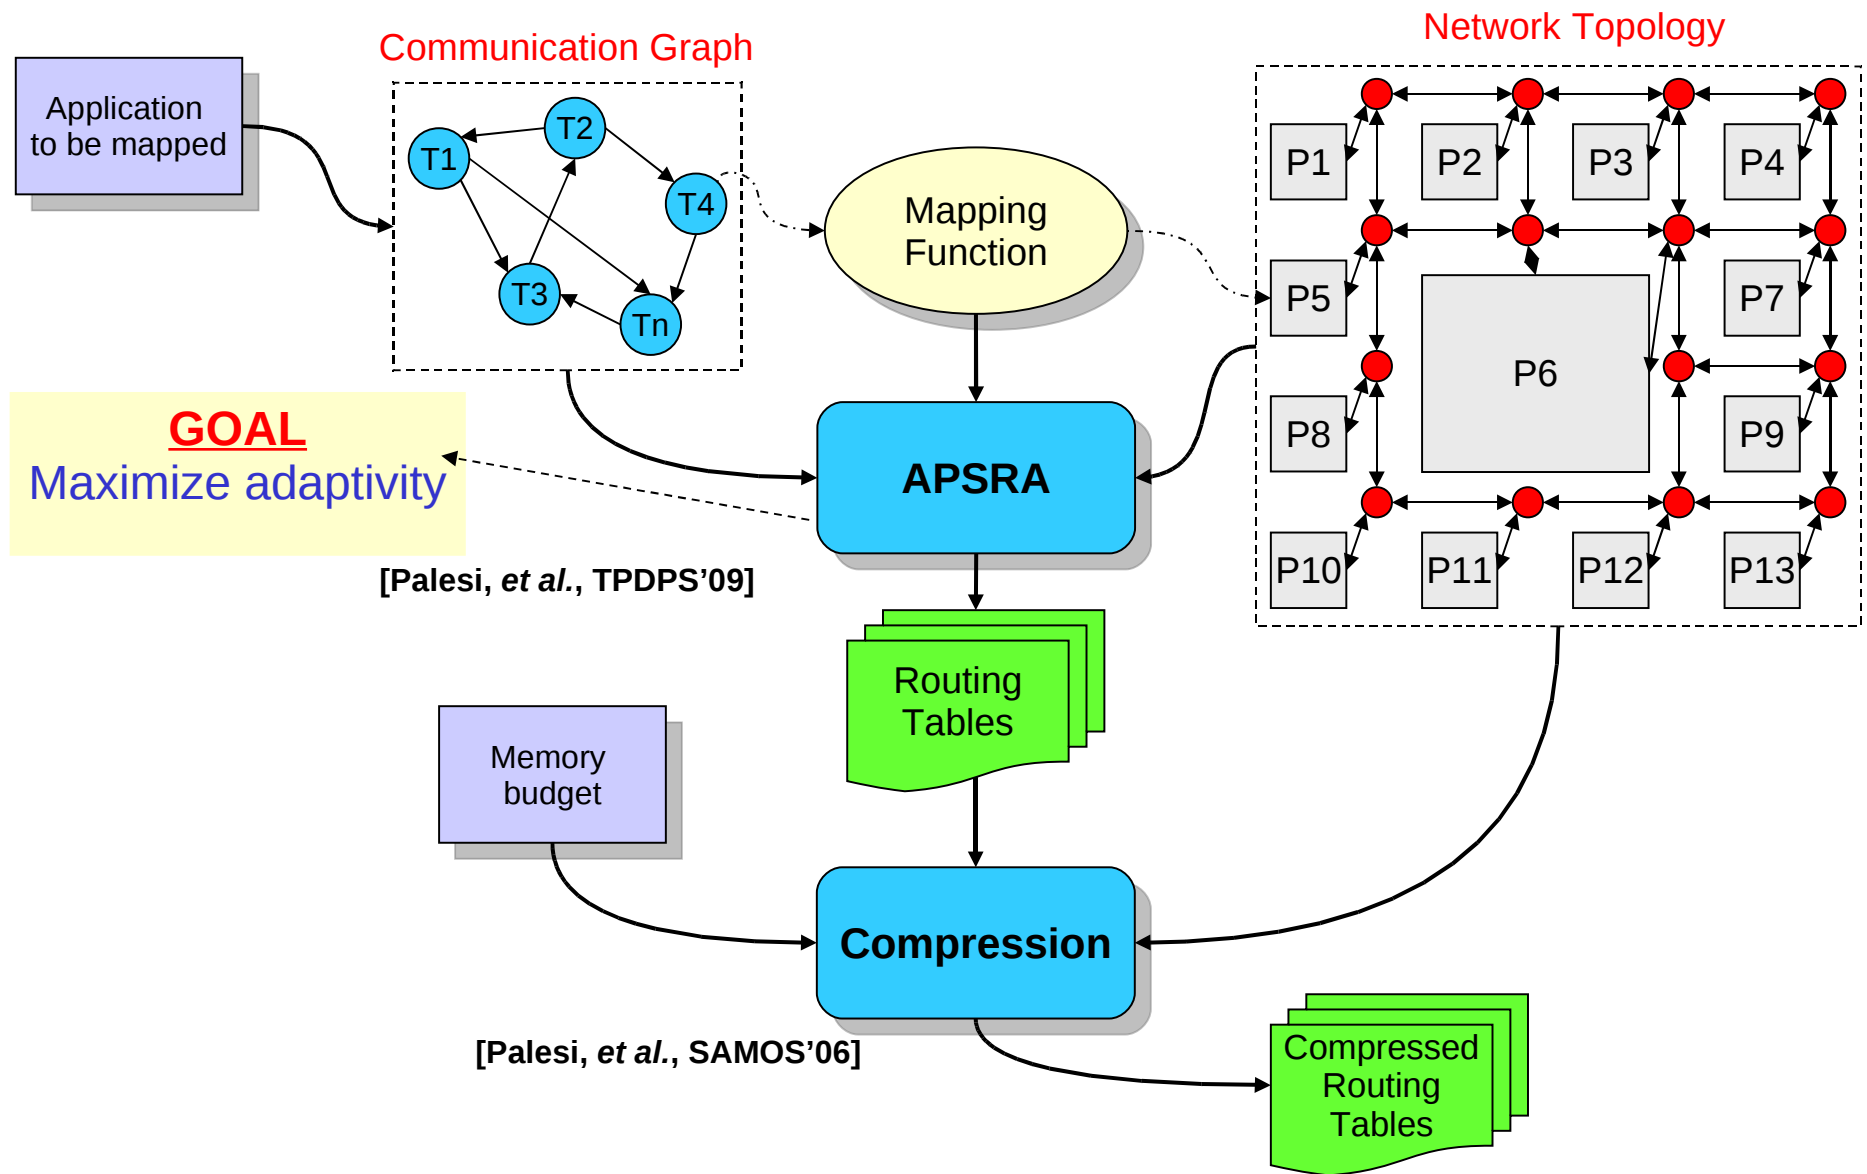 Communication Graph
Network Topology
Application
to be mapped
T1
T2
T4
T3
Tn
Mapping
Function
P1
P2
P3
P4
P5
P6
P7
P8
P9
P10
P11
P12
P13
GOAL
Maximize adaptivity
APSRA
[Palesi, et al., TPDPS’09]
Routing
Tables
Memory
budget
Compression
[Palesi, et al., SAMOS’06]
Compressed
Routing
Tables